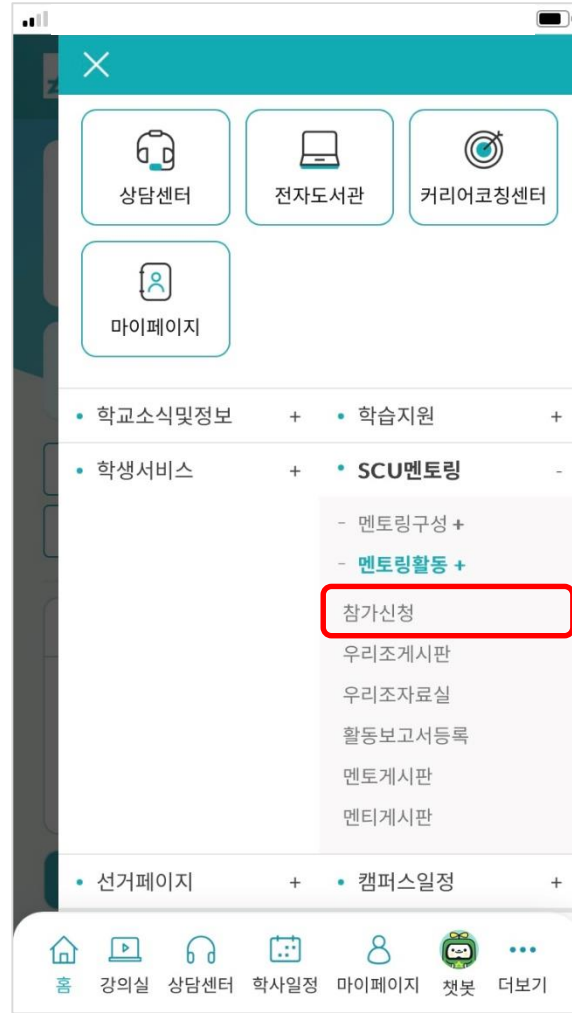 상담센터 전자도서관 커리어코칭센터
마이페이지
• 학교소식및정보 + • 학습지원 +
• 학생서비스 + • SCU멘토링 -
- 멘토링구성 +
- 멘토링활동 +
참가신청
우리조게시판
우리조자료실
활동보고서등록
멘토게시판
멘티게시판
• 선거페이지 + • 캠퍼스일정 +
홈 강의실 상담센터 학사일정 마이페이지 챗봇 더보기